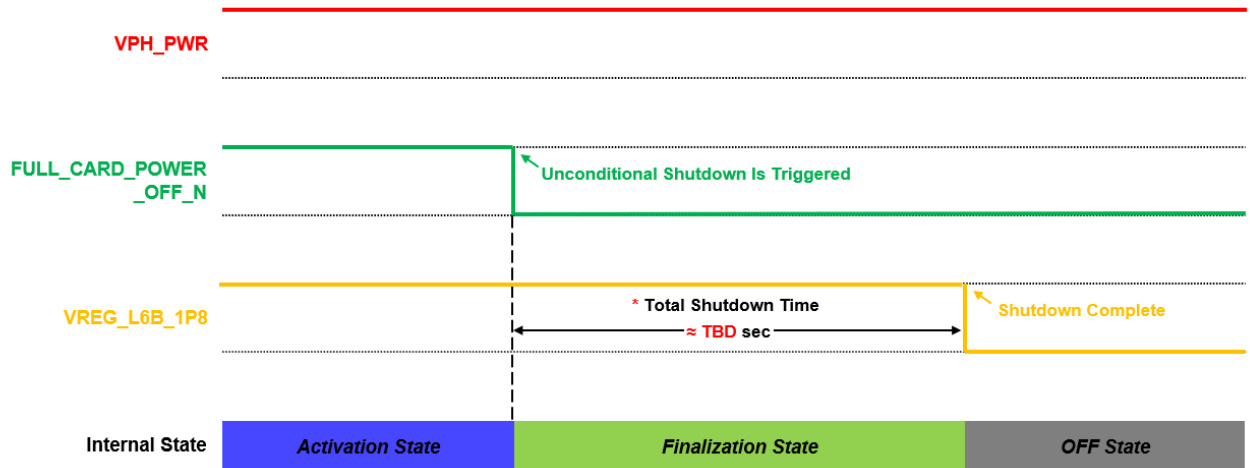 VPH_PWR
FULL_CARD_POWER
_OFF_N
Unconditional Shutdown Is Triggered
VREG_L6B_1P8
* Total Shutdown Time
≈ TBD sec
Shutdown Complete
Internal State
Activation State
Finalization State
OFF State